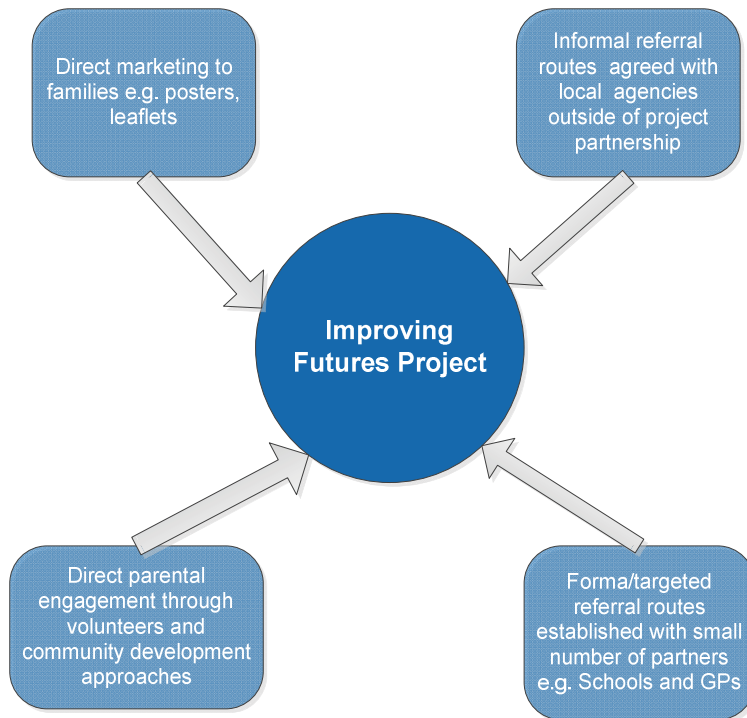 Direct marketing to
families e.g. posters,
leaflets
Informal referral
routes agreed with
local agencies
outside of project
partnership
Improving
Futures Project
Direct parental
engagement through
volunteers and
community development
approaches
Forma/targeted
referral routes
established with small
number of partners
e.g. Schools and GPs